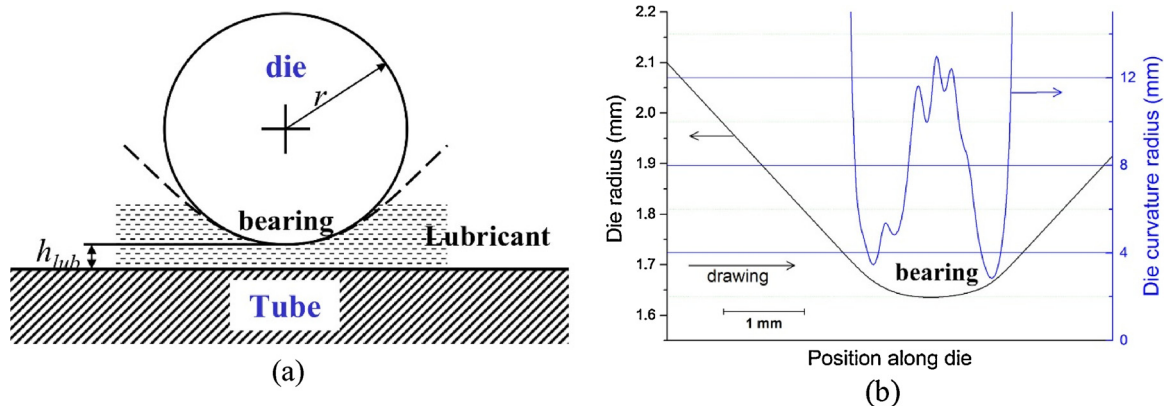 die
r
bearing
Lubricant
h_lub
Tube
(a)
2.2
2.1
2.0
1.9
1.8
1.7
1.6
Die radius (mm)
drawing
1 mm
bearing
12
8
4
0
Die curvature radius (mm)
Position along die
(b)